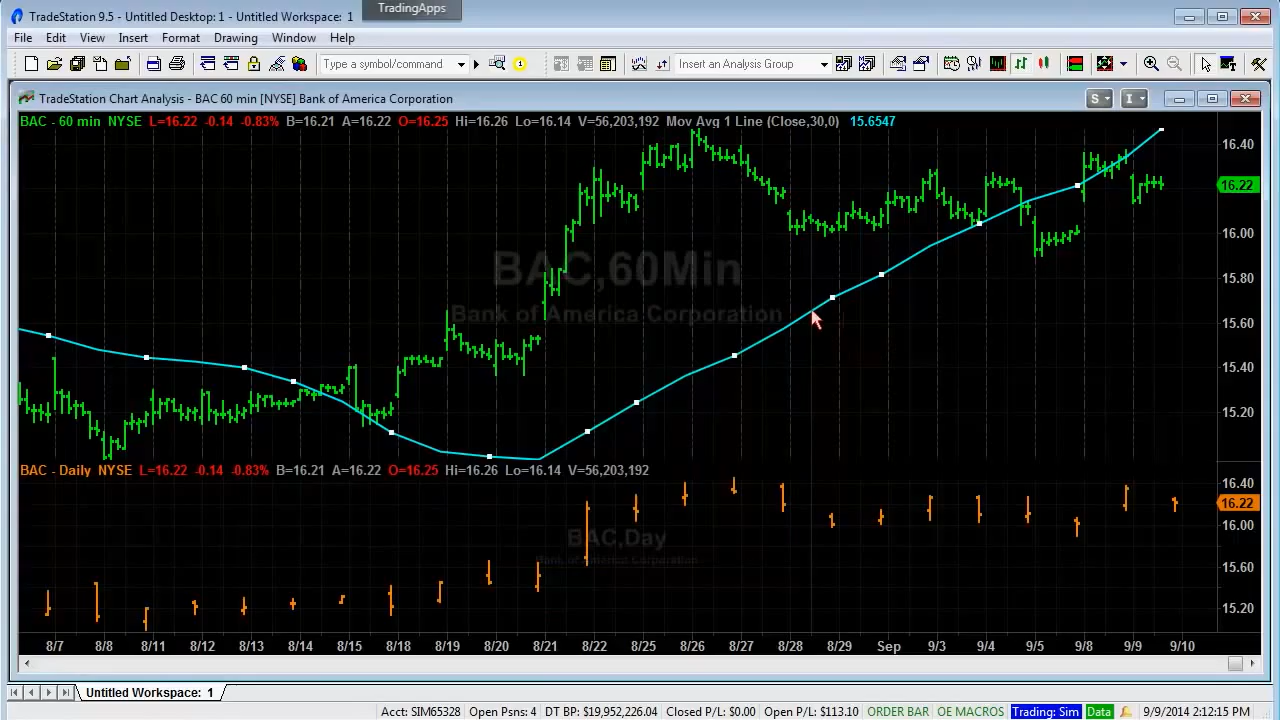 TradingApps
TradeStation 9.5 - Untitled Desktop: 1 - Untitled Workspace: 1
File Edit View Insert Format Drawing Window Help
Type a symbol/command Insert an Analysis Group
TradeStation Chart Analysis - BAC 60 min [NYSE] Bank of America Corporation S I
BAC - 60 min NYSE L=16.22 -0.14 -0.83% B=16.21 A=16.22 O=16.25 Hi=16.26 Lo=16.14 V=56,203,192 Mov Avg 1 Line (Close,30,0) 15.6547
16.40
16.22
16.00
BAC,60Min
15.80
Bank of America Corporation
15.60
15.40
15.20
BAC - Daily NYSE L=16.22 -0.14 -0.83% B=16.21 A=16.22 O=16.25 Hi=16.26 Lo=16.14 V=56,203,192
16.40
16.22
16.00
BAC,Day
Bank of America Corporation
15.60
15.20
8/7 8/8 8/11 8/12 8/13 8/14 8/15 8/18 8/19 8/20 8/21 8/22 8/25 8/26 8/27 8/28 8/29 Sep 9/3 9/4 9/5 9/8 9/9 9/10
Untitled Workspace: 1
Acct: SIM65328 Open Psns: 4 DT BP: $19,952,226.04 Closed P/L: $0.00 Open P/L: $113.10 ORDER BAR OE MACROS Trading: Sim Data 9/9/2014 2:12:15 PM